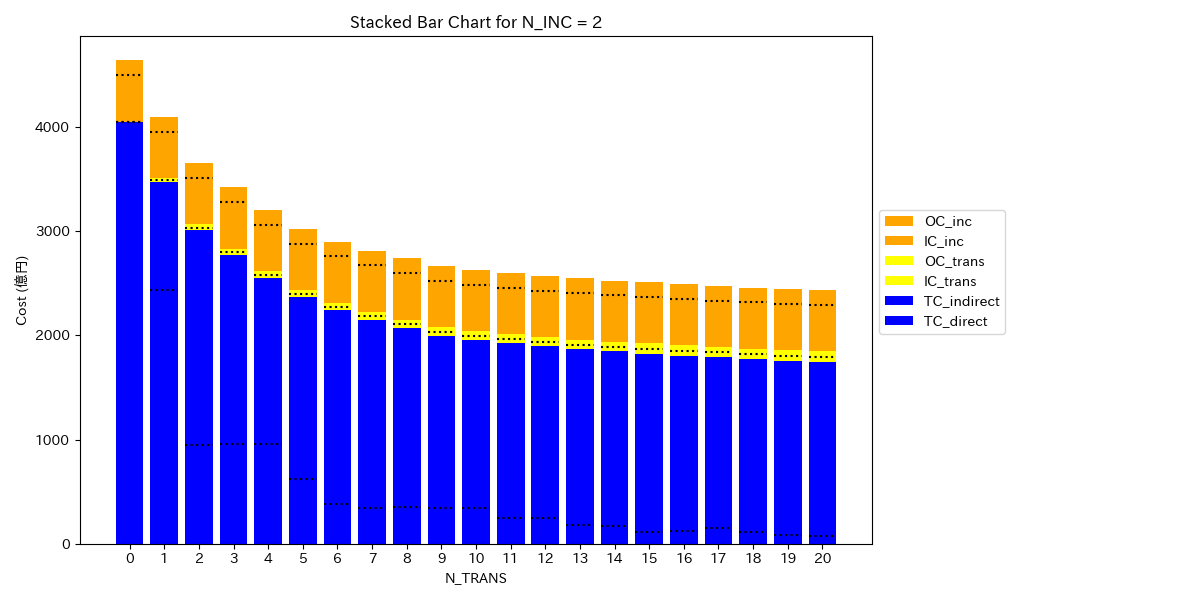 Stacked Bar Chart for N_INC = 2
Cost (億円)
4000
3000
2000
1000
0
0 1 2 3 4 5 6 7 8 9 10 11 12 13 14 15 16 17 18 19 20
N_TRANS
OC_inc
IC_inc
OC_trans
IC_trans
TC_indirect
TC_direct